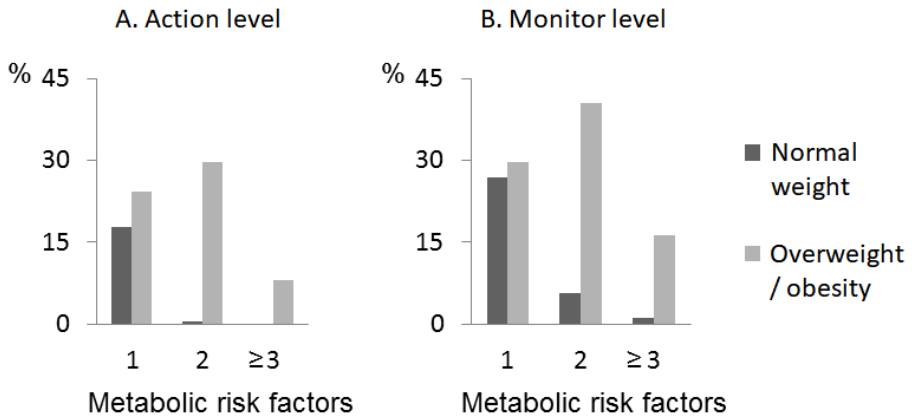 A. Action level
% 45
30
15
0
1 2 ≥3
Metabolic risk factors
B. Monitor level
% 45
30
15
0
1 2 ≥3
Metabolic risk factors
Normal
weight
Overweight
/ obesity